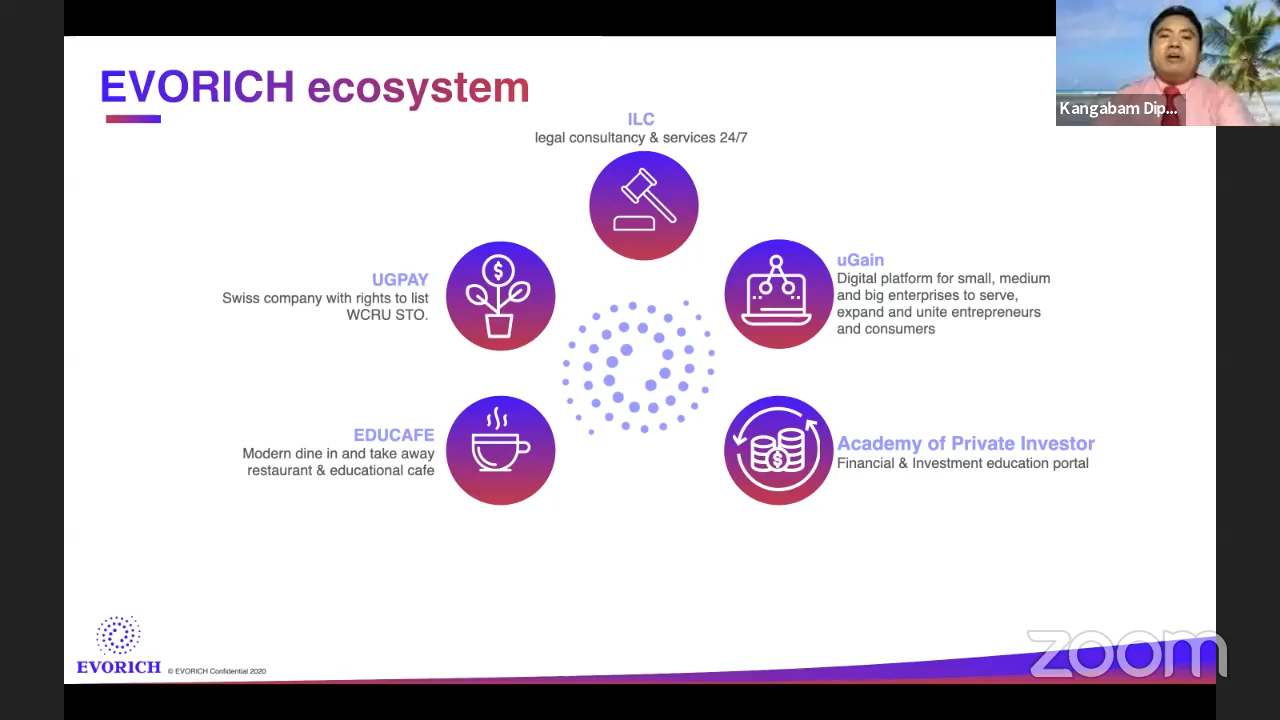 EVORICH ecosystem
Kangabam Dip...
ILC
legal consultancy & services 24/7
UGPAY
Swiss company with rights to list
WCRU STO.
uGain
Digital platform for small, medium
and big enterprises to serve,
expand and unite entrepreneurs
and consumers
EDUCAFE
Modern dine in and take away
restaurant & educational cafe
Academy of Private Investor
Financial & Investment education portal
EVORICH
© EVORICH Confidential 2020
zoom